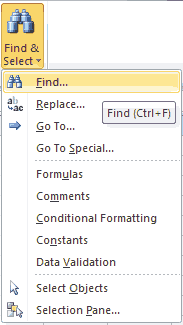 Find &
Select
Find...
Replace...
Find (Ctrl+F)
Go To...
Go To Special...
Formulas
Comments
Conditional Formatting
Constants
Data Validation
Select Objects
Selection Pane...